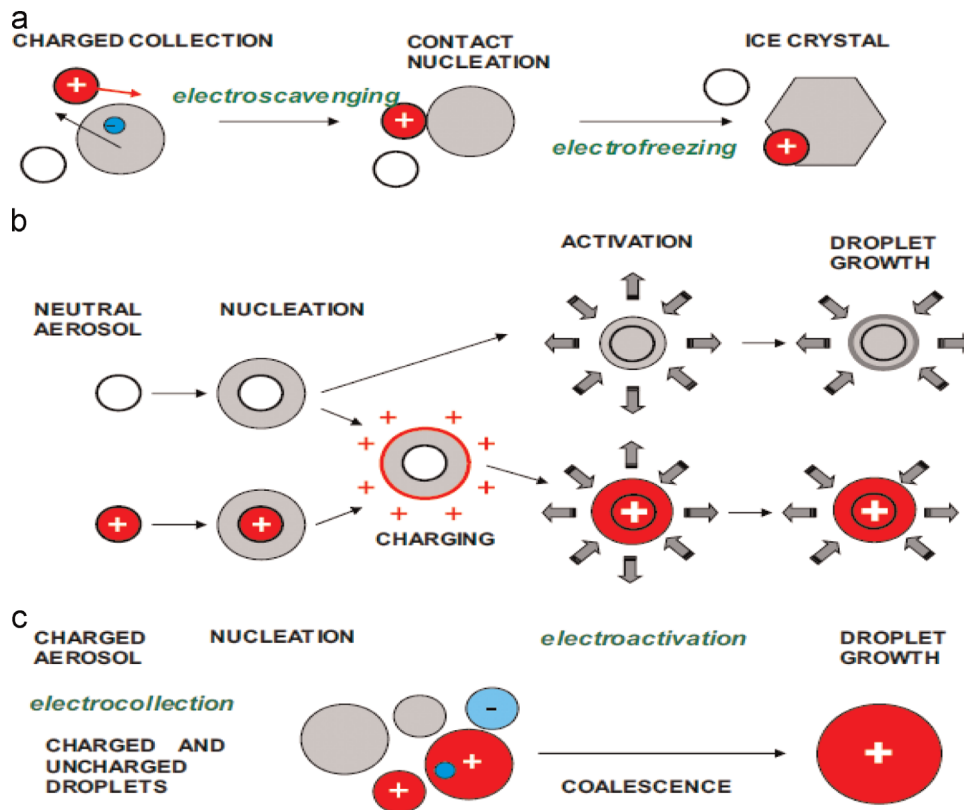 a
CHARGED COLLECTION
CONTACT
NUCLEATION
ICE CRYSTAL
+
-
electroscavenging
+
electrofreezing
+
b
ACTIVATION
DROPLET
GROWTH
NEUTRAL
AEROSOL
NUCLEATION
+ +
+ +
+ +
+ +
+
+
CHARGING
+
+
c
CHARGED
AEROSOL
NUCLEATION
electroactivation
DROPLET
GROWTH
electrocollection
CHARGED AND
UNCHARGED
DROPLETS
-
+
+
COALESCENCE
+